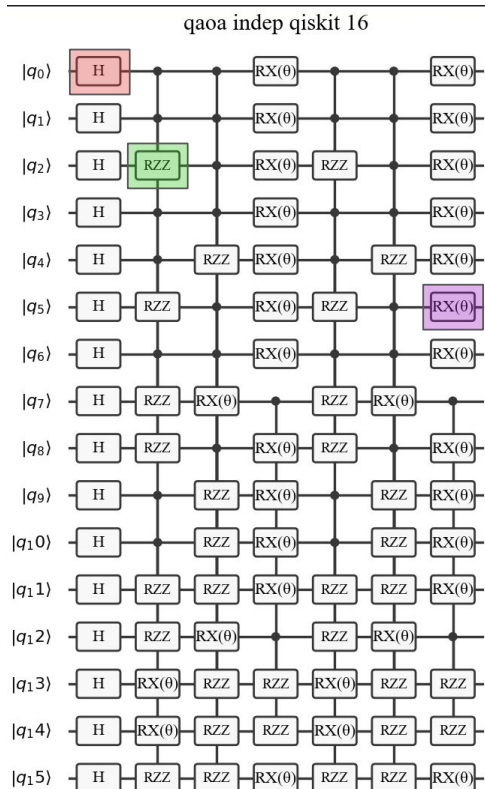 qaoa indep qiskit 16
|q₀⟩ H RX(θ) RX(θ)
|q₁⟩ H RX(θ) RX(θ)
|q₂⟩ H RZZ RX(θ) RZZ RX(θ)
|q₃⟩ H RX(θ) RX(θ)
|q₄⟩ H RZZ RX(θ) RZZ RX(θ)
|q₅⟩ H RZZ RX(θ) RZZ RX(θ)
|q₆⟩ H RX(θ) RX(θ)
|q₇⟩ H RZZ RX(θ) RZZ RX(θ)
|q₈⟩ H RZZ RX(θ) RZZ RX(θ)
|q₉⟩ H RZZ RX(θ) RZZ RX(θ)
|q₁0⟩ H RZZ RX(θ) RZZ RX(θ)
|q₁1⟩ H RZZ RZZ RX(θ) RZZ RZZ RX(θ)
|q₁2⟩ H RZZ RX(θ) RZZ RX(θ)
|q₁3⟩ H RX(θ) RZZ RZZ RX(θ) RZZ RZZ
|q₁4⟩ H RX(θ) RZZ RZZ RX(θ) RZZ RZZ
|q₁5⟩ H RZZ RZZ RX(θ) RZZ RZZ RX(θ)